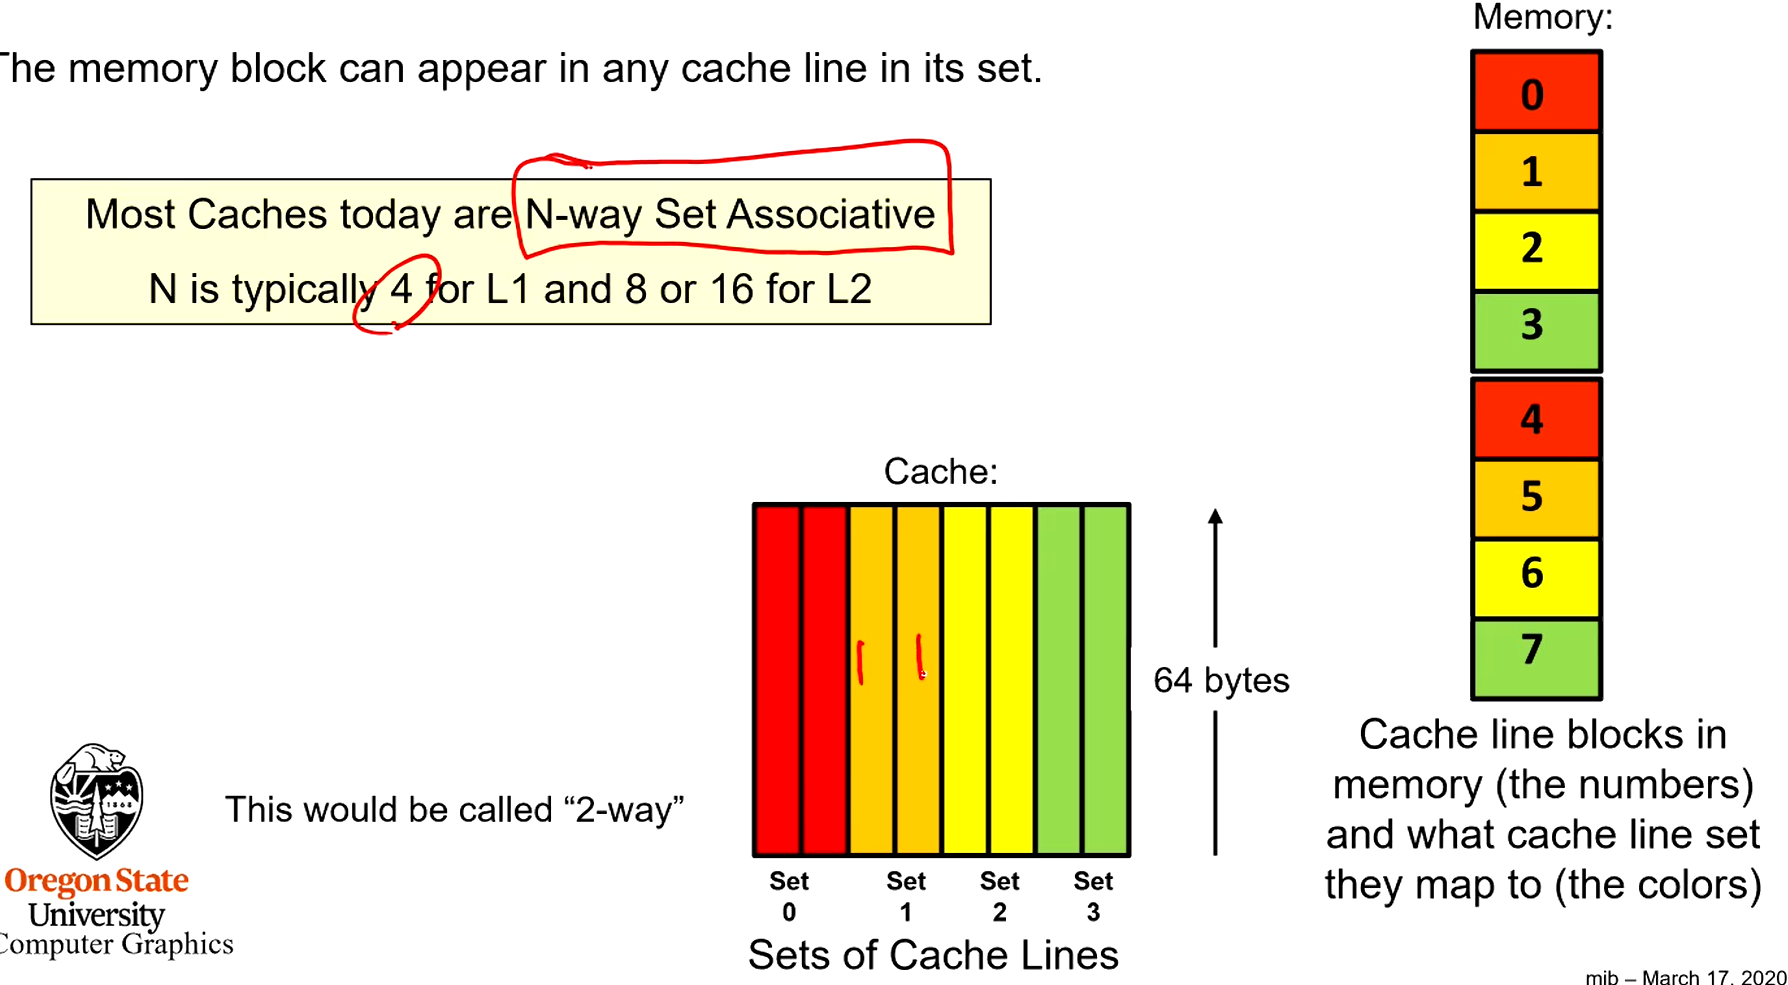 The memory block can appear in any cache line in its set.
Most Caches today are N-way Set Associative
N is typically 4 for L1 and 8 or 16 for L2
Memory:
0
1
2
3
4
5
6
7
Cache line blocks in
memory (the numbers)
and what cache line set
they map to (the colors)
Cache:
64 bytes
Set Set Set Set
0 1 2 3
Sets of Cache Lines
This would be called “2-way”
1868
Oregon State
University
Computer Graphics
mjb – March 17, 2020